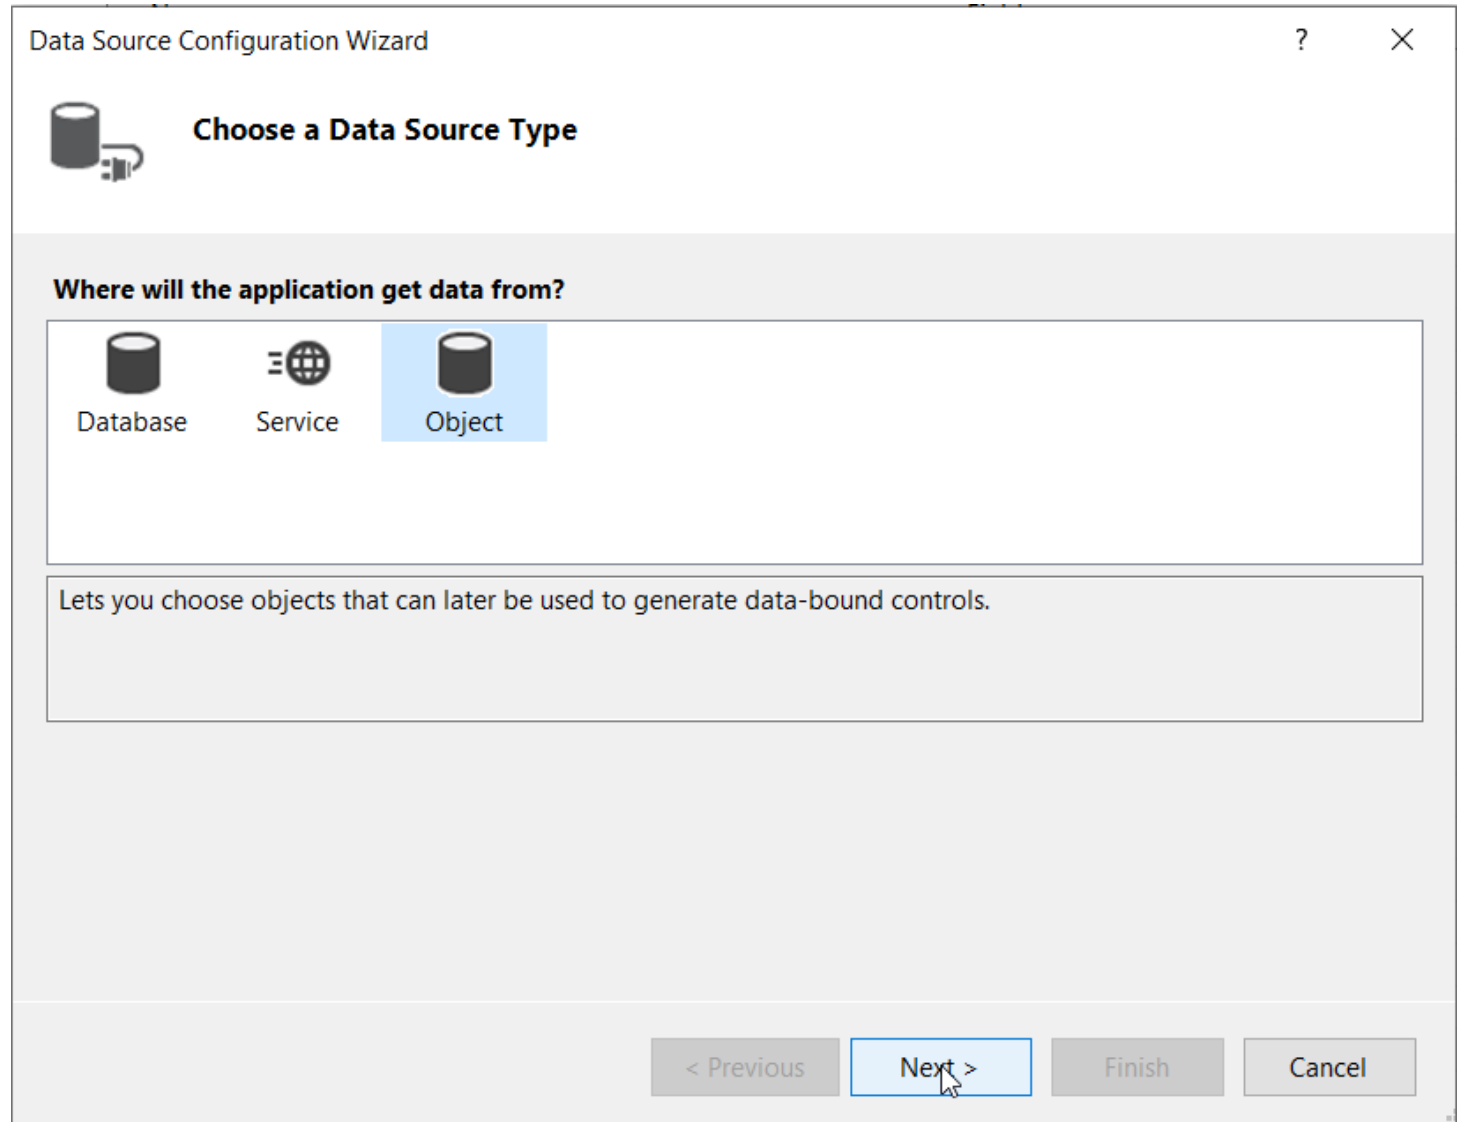 Data Source Configuration Wizard
?
Choose a Data Source Type
Where will the application get data from?
Database Service Object
Lets you choose objects that can later be used to generate data-bound controls.
< Previous Next > Finish Cancel